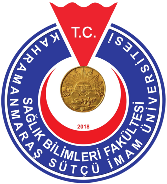 T.C.
KAHRAMANMARAŞ SÜTÇÜ İMAM ÜNİVERSİTESİ
SAĞLIK BİLİMLERİ FAKÜLTESİ
2018